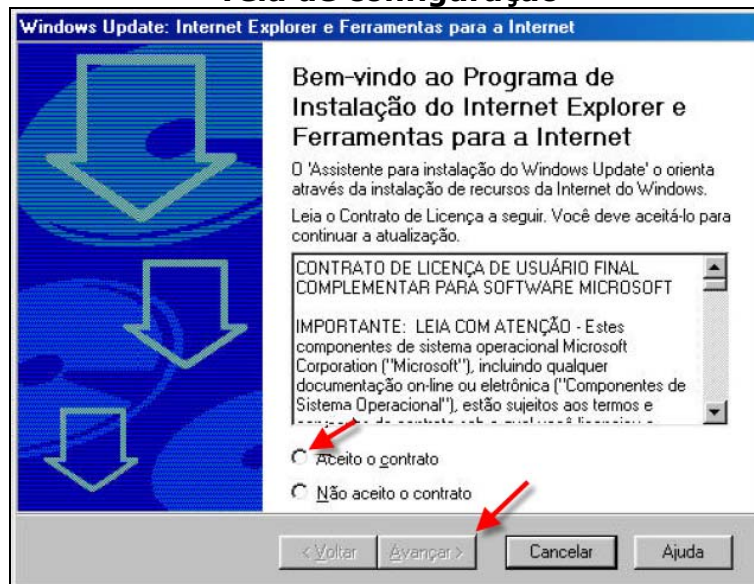 Tela de configuração
Windows Update: Internet Explorer e Ferramentas para a Internet
Bem-vindo ao Programa de
Instalação do Internet Explorer e
Ferramentas para a Internet
O 'Assistente para instalação do Windows Update' o orienta
através da instalação de recursos da Internet do Windows.
Leia o Contrato de Licença a seguir. Você deve aceitá-lo para
continuar a atualização.
CONTRATO DE LICENÇA DE USUÁRIO FINAL
COMPLEMENTAR PARA SOFTWARE MICROSOFT
IMPORTANTE: LEIA COM ATENÇÃO - Estes
componentes de sistema operacional Microsoft
Corporation ("Microsoft"), incluindo qualquer
documentação on-line ou eletrônica ("Componentes de
Sistema Operacional"), estão sujeitos aos termos e
Aceito o contrato
Não aceito o contrato
< Voltar
Avançar >
Cancelar
Ajuda